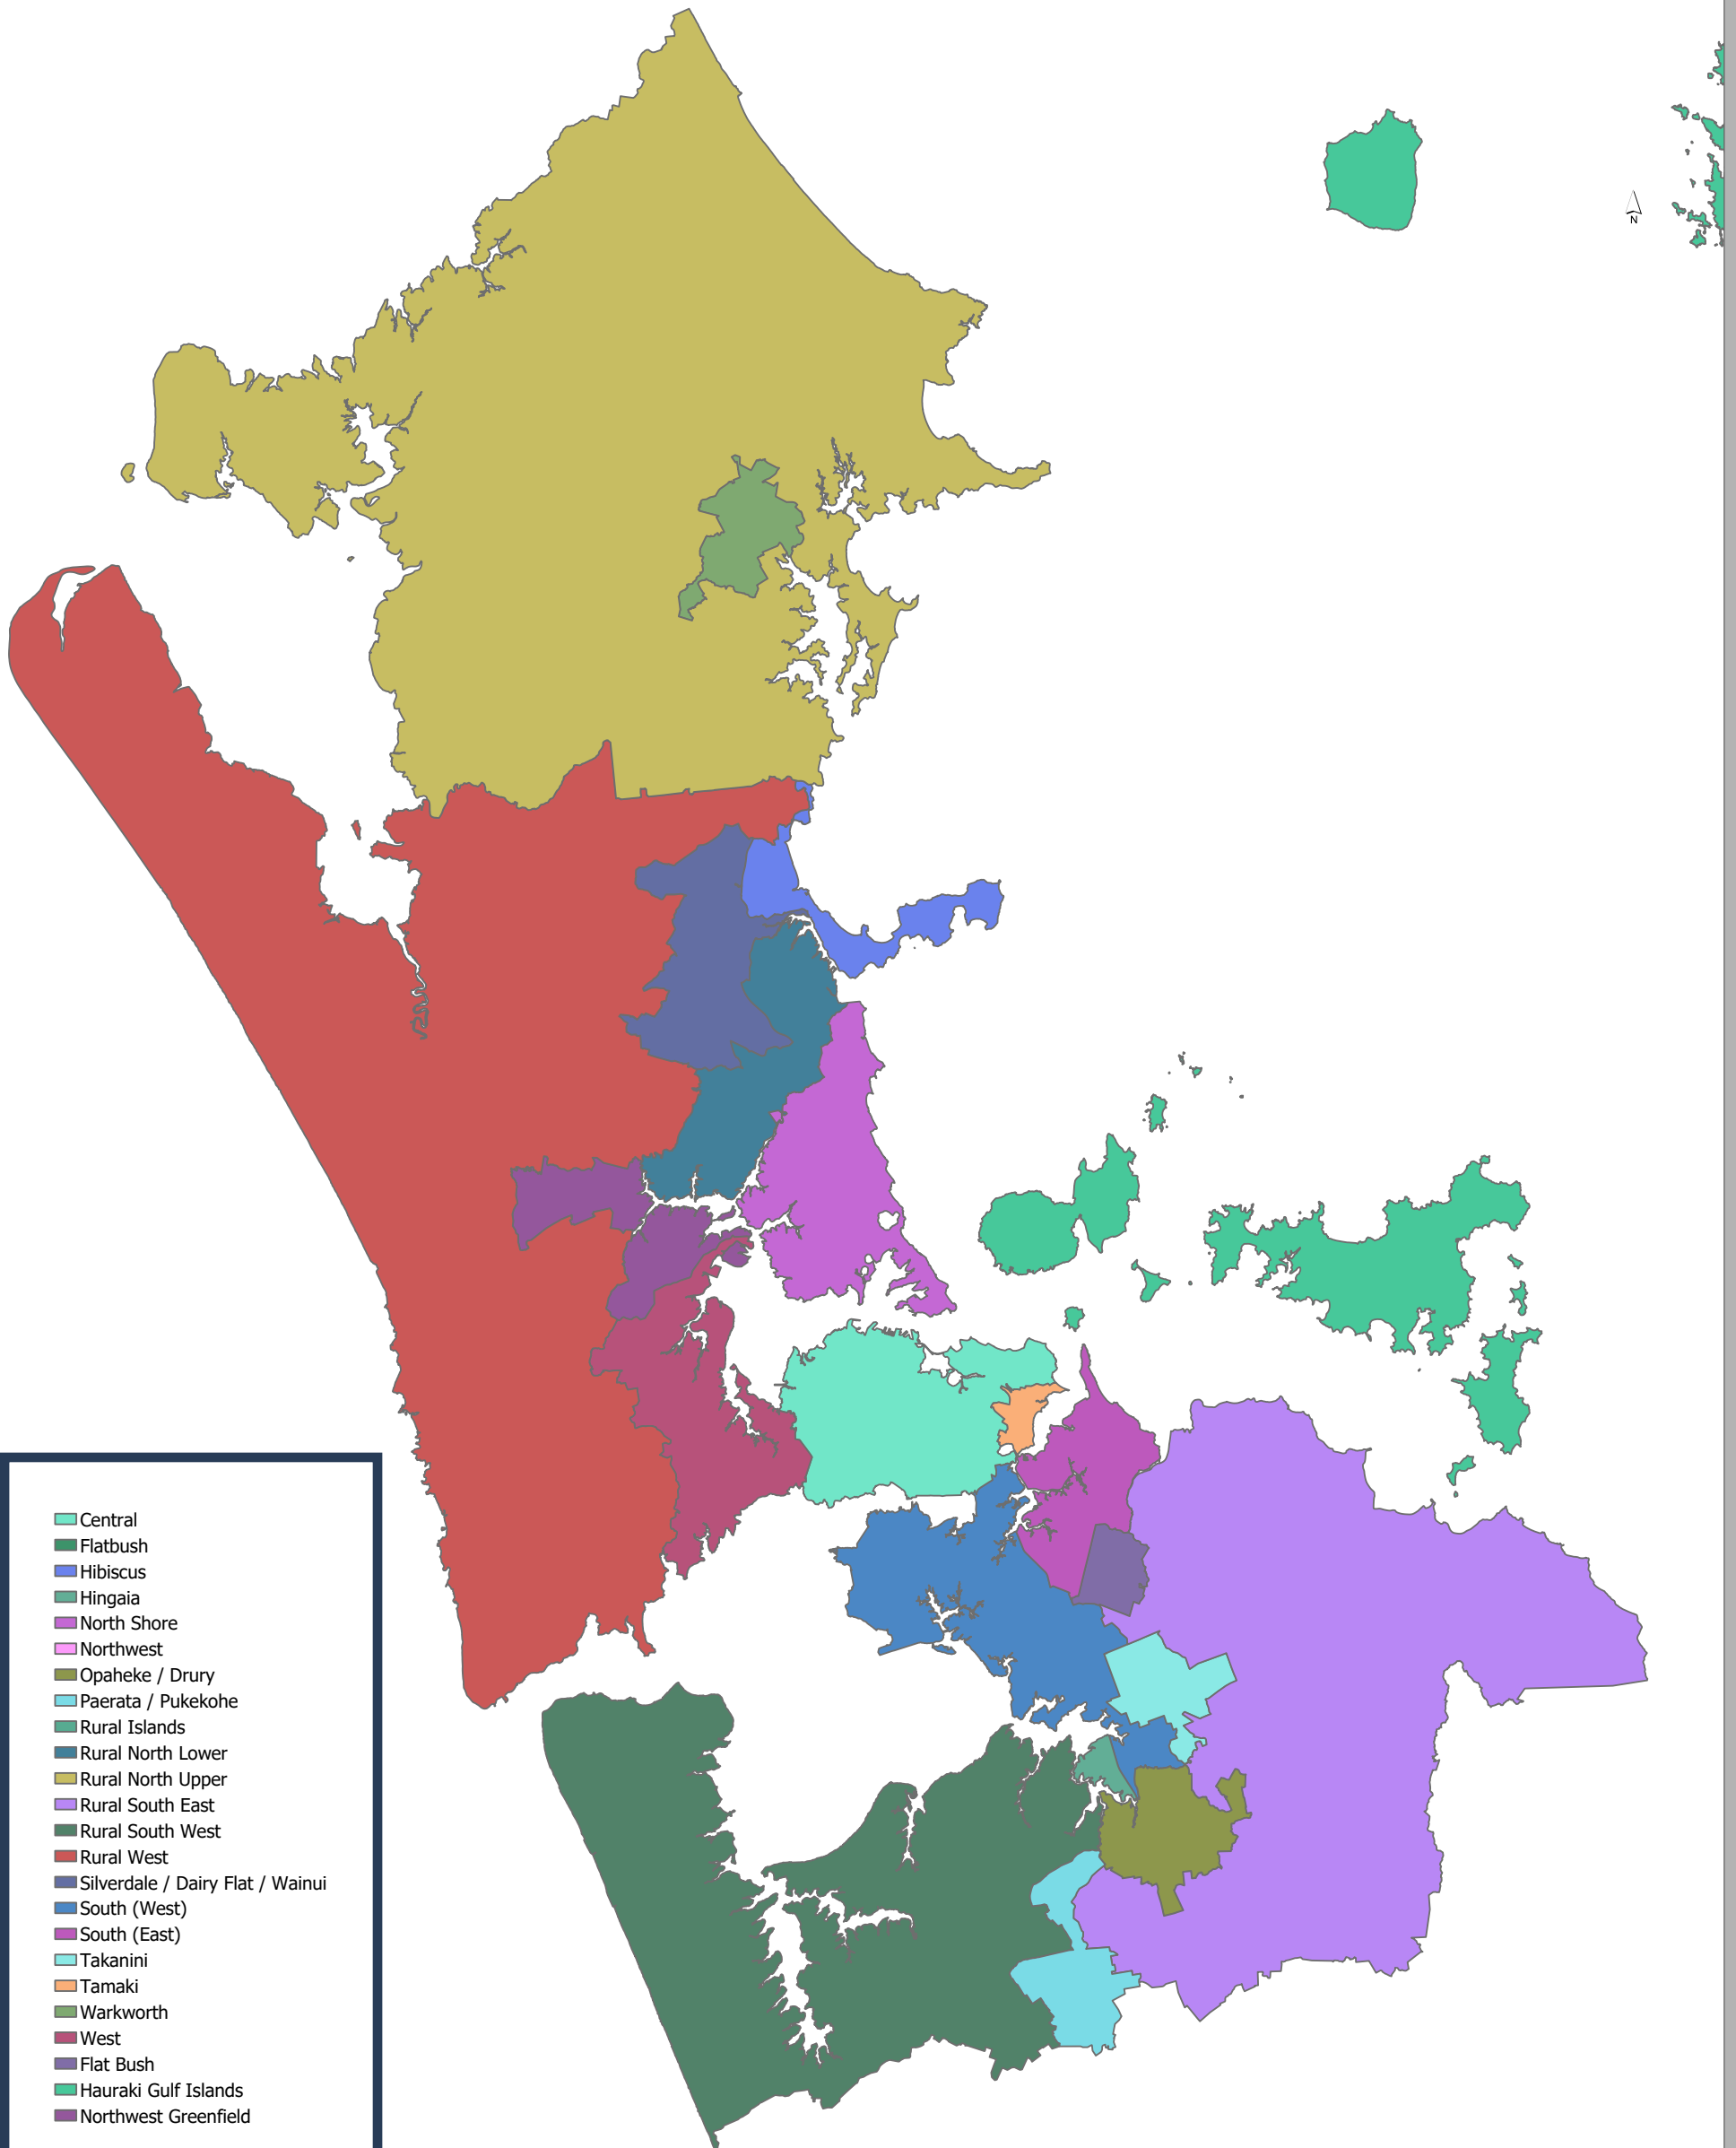 N
Central
Flatbush
Hibiscus
Hingaia
North Shore
Northwest
Opaheke / Drury
Paerata / Pukekohe
Rural Islands
Rural North Lower
Rural North Upper
Rural South East
Rural South West
Rural West
Silverdale / Dairy Flat / Wainui
South (West)
South (East)
Takanini
Tamaki
Warkworth
West
Flat Bush
Hauraki Gulf Islands
Northwest Greenfield